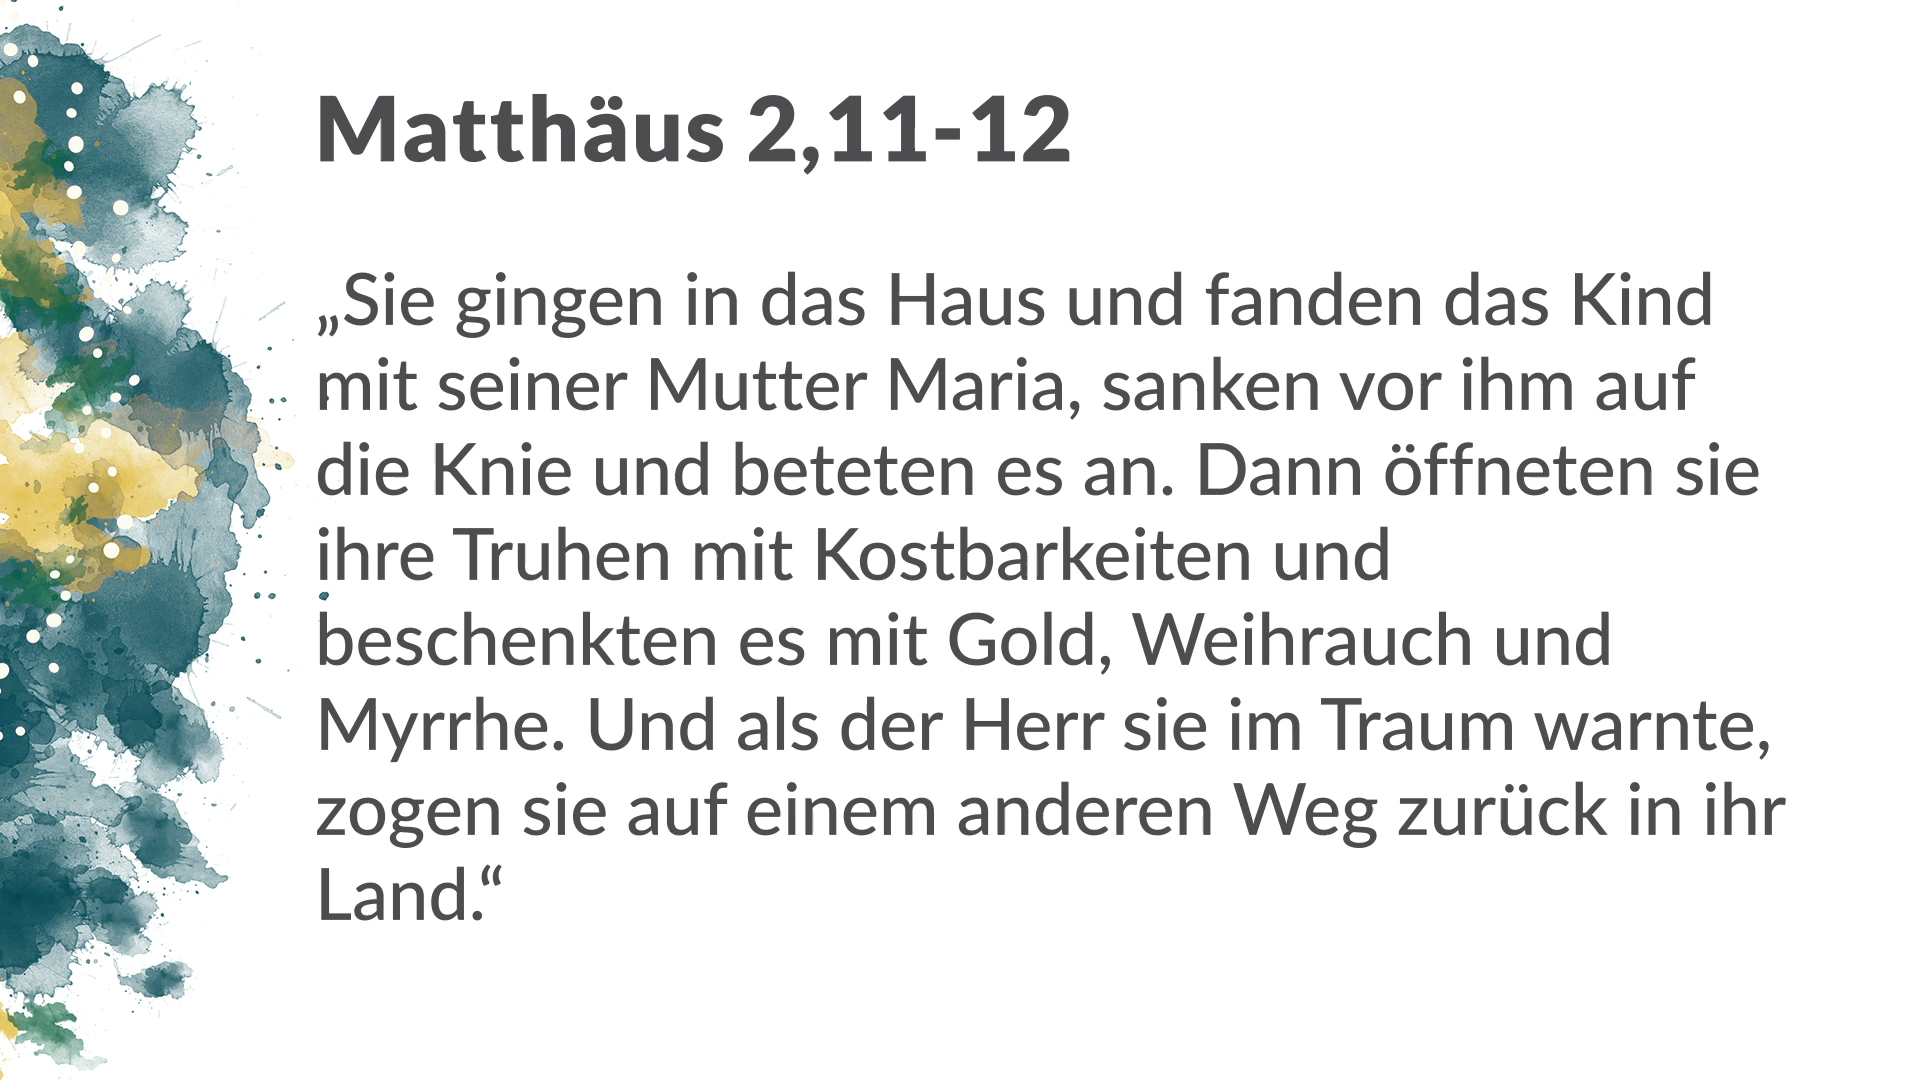 Matthäus 2,11-12
„Sie gingen in das Haus und fanden das Kind
mit seiner Mutter Maria, sanken vor ihm auf
die Knie und beteten es an. Dann öffneten sie
ihre Truhen mit Kostbarkeiten und
beschenkten es mit Gold, Weihrauch und
Myrrhe. Und als der Herr sie im Traum warnte,
zogen sie auf einem anderen Weg zurück in ihr
Land.“